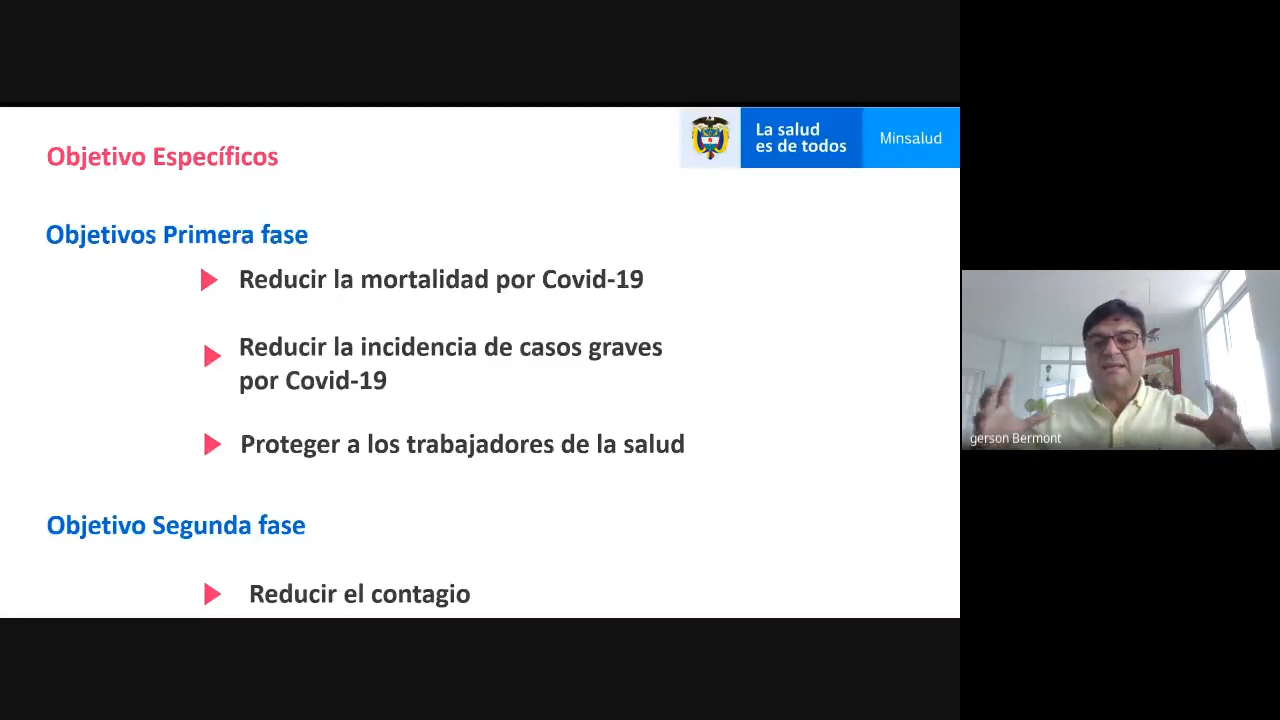 La salud
es de todos
Minsalud
Objetivo Específicos
Objetivos Primera fase
Reducir la mortalidad por Covid-19
Reducir la incidencia de casos graves
por Covid-19
Proteger a los trabajadores de la salud
Objetivo Segunda fase
Reducir el contagio
gerson Bermont